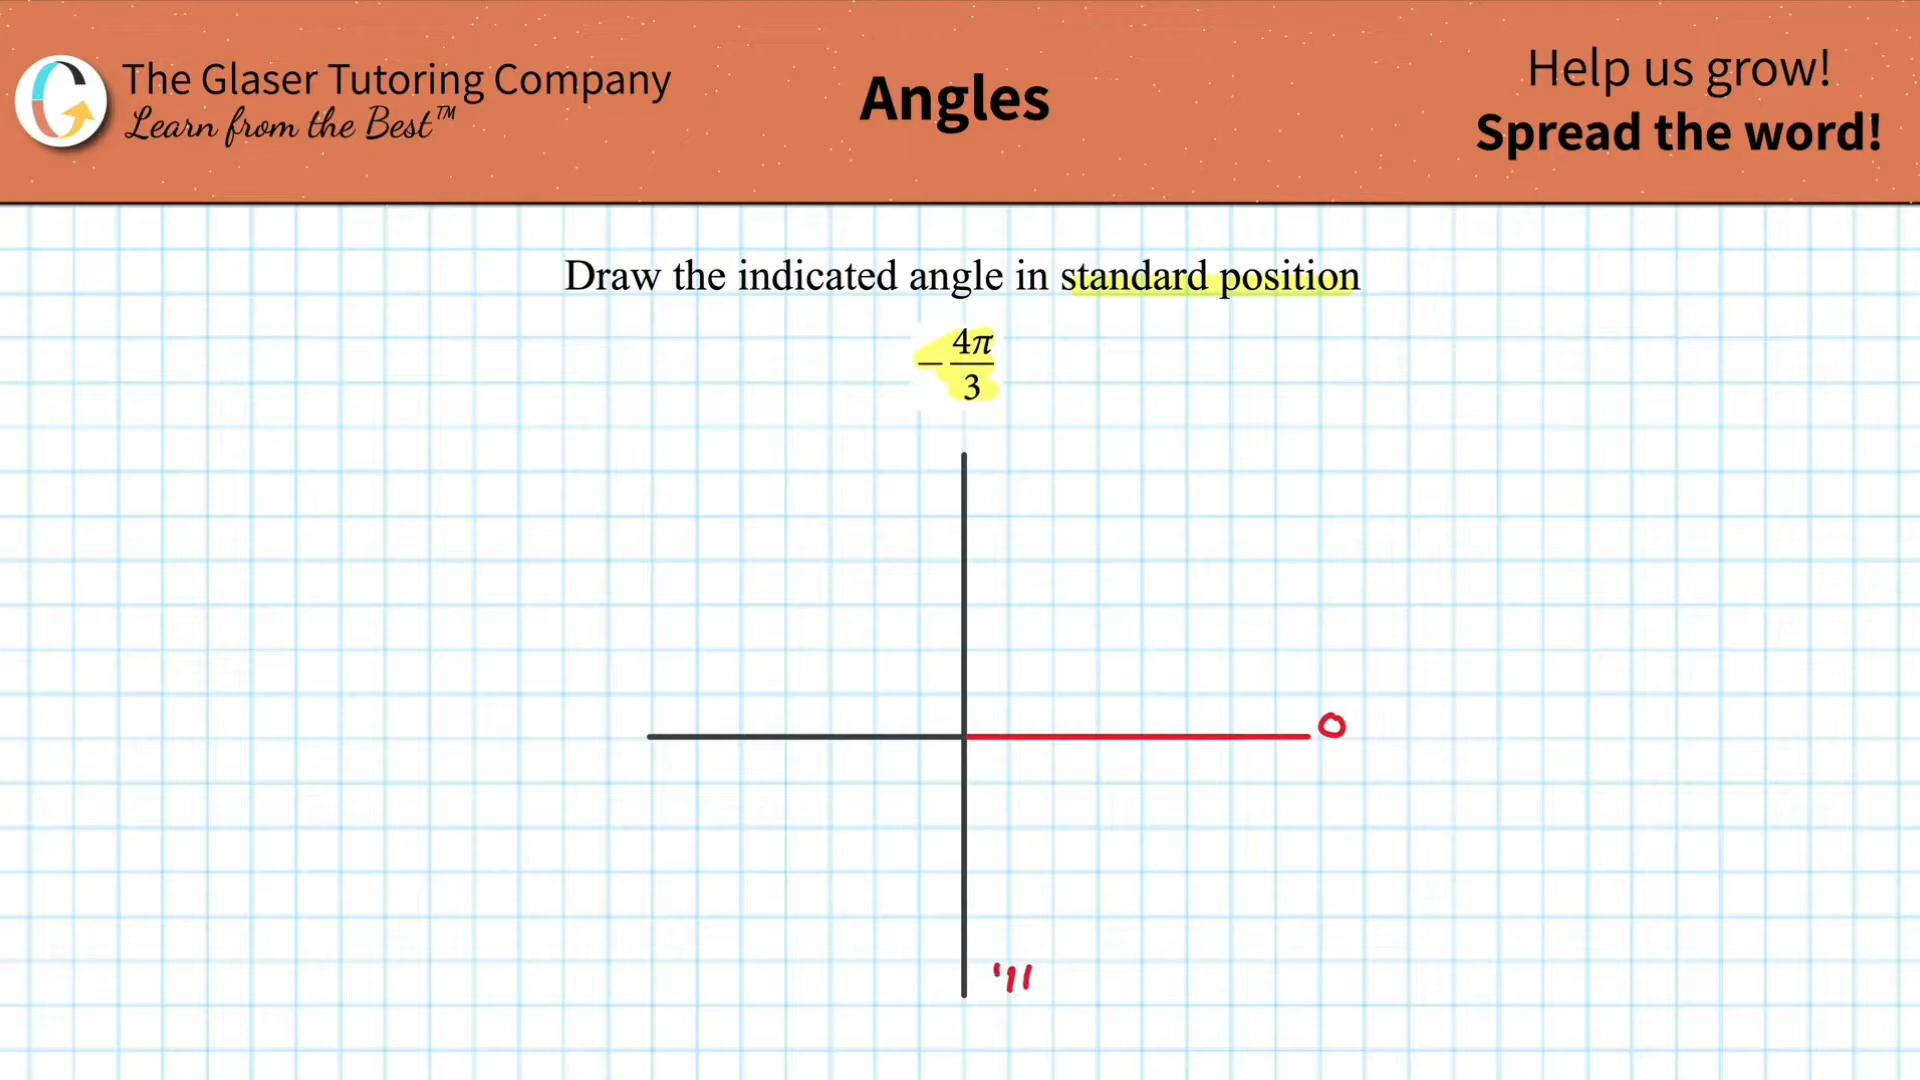 The Glaser Tutoring Company
Learn from the Best™
Angles
Help us grow!
Spread the word!
Draw the indicated angle in standard position
−4π/3
0